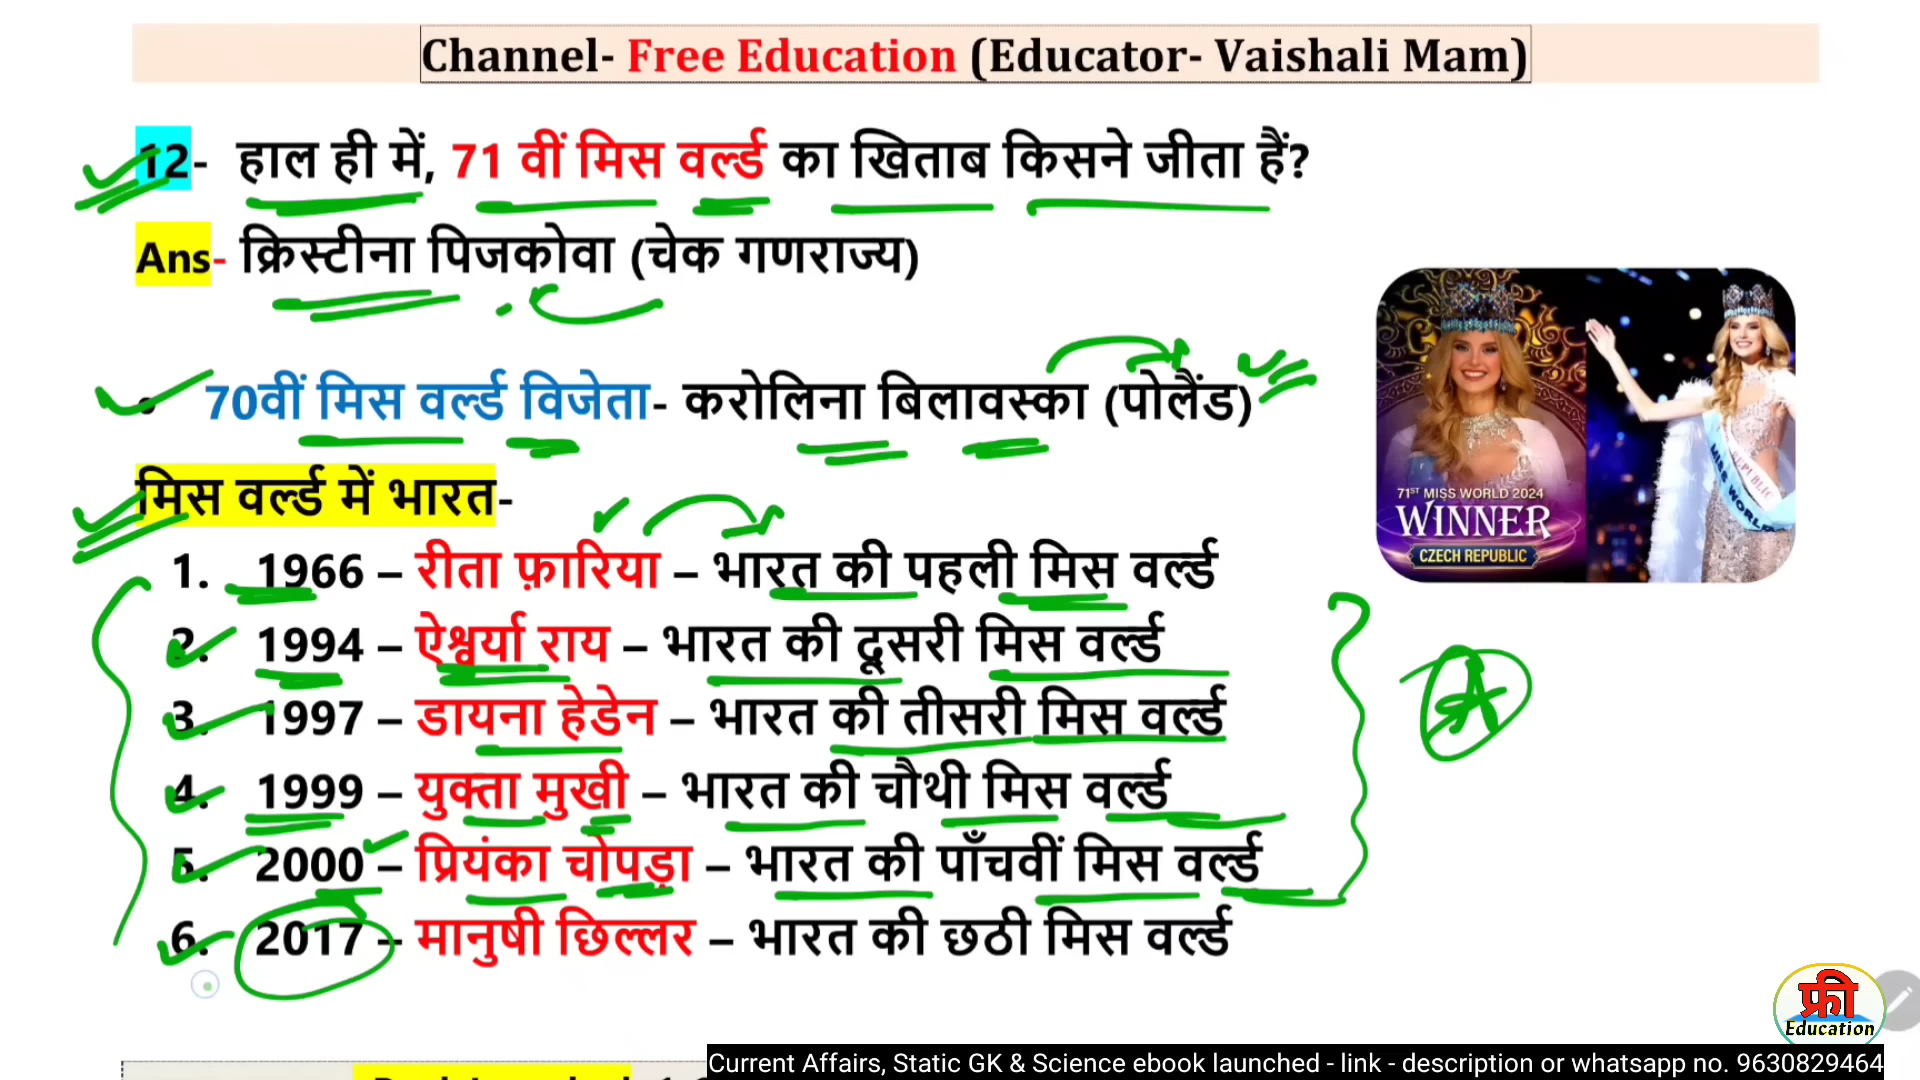 Channel- Free Education (Educator- Vaishali Mam)
12- हाल ही में, 71 वीं मिस वर्ल्ड का खिताब किसने जीता हैं?
Ans- क्रिस्टीना पिजकोवा (चेक गणराज्य)
70वीं मिस वर्ल्ड विजेता- करोलिना बिलावस्का (पोलैंड)
मिस वर्ल्ड में भारत-
1. 1966 – रीता फ़ारिया – भारत की पहली मिस वर्ल्ड
2. 1994 – ऐश्वर्या राय – भारत की दूसरी मिस वर्ल्ड
3. 1997 – डायना हेडेन – भारत की तीसरी मिस वर्ल्ड
4. 1999 – युक्ता मुखी – भारत की चौथी मिस वर्ल्ड
5. 2000 – प्रियंका चोपड़ा – भारत की पाँचवीं मिस वर्ल्ड
6. 2017 – मानुषी छिल्लर – भारत की छठी मिस वर्ल्ड
71ST MISS WORLD 2024
WINNER
CZECH REPUBLIC
REPUBLIC
MISS WORLD
A
फ्री
Education
Current Affairs, Static GK & Science ebook launched - link - description or whatsapp no. 9630829464